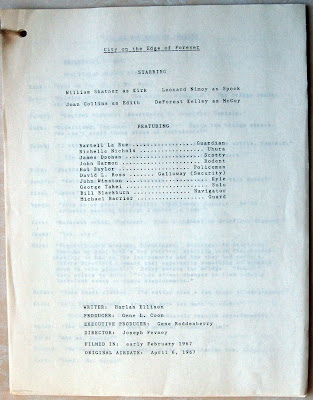 City on the Edge of Forever
STARRING
William Shatner as Kirk Leonard Nimoy as Spock
Joan Collins as Edith DeForest Kelley as McCoy
FEATURING
Bartell La Rue..................Guardian
Nichelle Nichols...................Uhura
James Doohan......................Scotty
John Harmon.......................Rodent
Hal Baylor.....................Policeman
David L. Ross........Galloway (Security)
John Winston........................Kyle
George Takei........................Sulu
Bill Blackburn.................Navigator
Michael Barrier....................Guard
WRITER: Harlan Ellison
PRODUCER: Gene L. Coon
EXECUTIVE PRODUCER: Gene Roddenberry
DIRECTOR: Joseph Pevney
FILMED IN: early February 1967
ORIGINAL AIRDATE: April 6, 1967